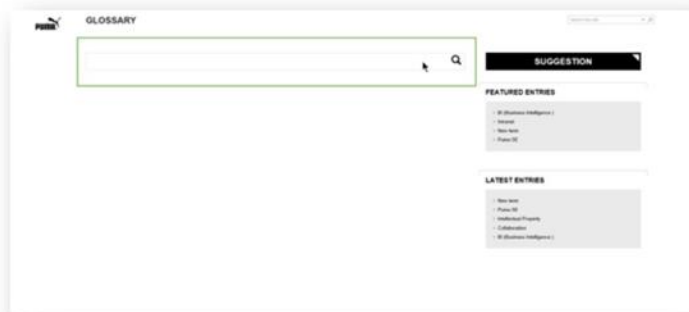 PUMA
GLOSSARY
SUGGESTION
FEATURED ENTRIES
BI (Business Intelligence )
Intranet
New term
Puma SE
LATEST ENTRIES
New term
Puma SE
Intellectual Property
Collaboration
BI (Business Intelligence )